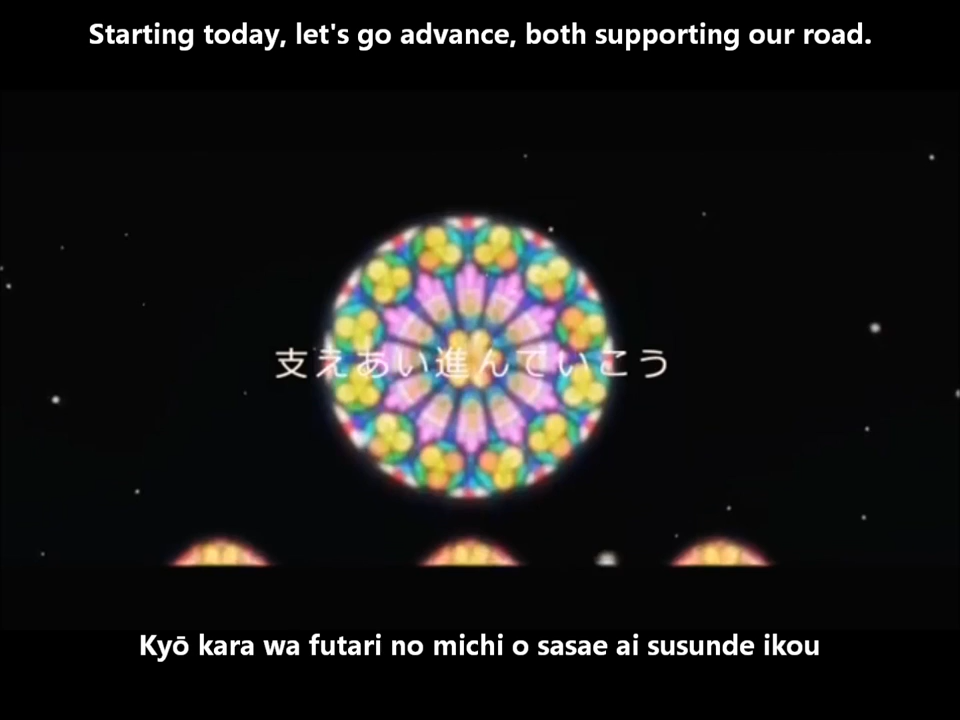 Starting today, let's go advance, both supporting our road.
支えあい進んでいこう
Kyō kara wa futari no michi o sasae ai susunde ikou